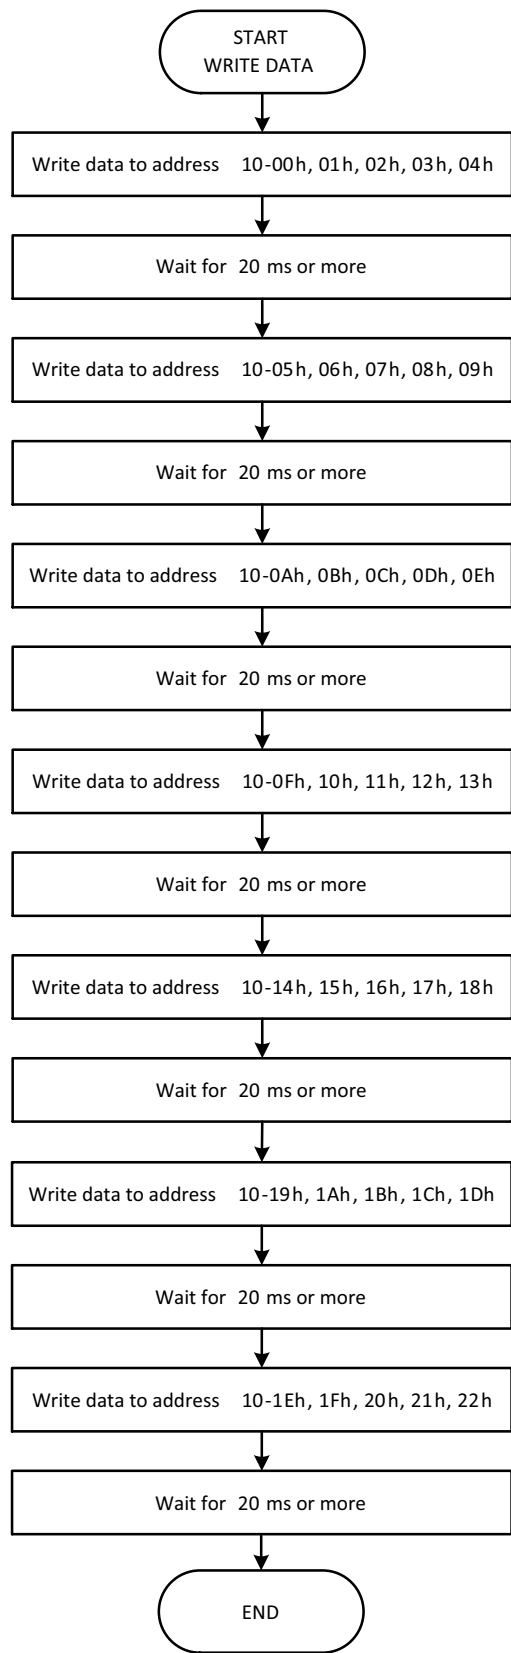 START
WRITE DATA
Write data to address 10-00h, 01h, 02h, 03h, 04h
Wait for 20 ms or more
Write data to address 10-05h, 06h, 07h, 08h, 09h
Wait for 20 ms or more
Write data to address 10-0Ah, 0Bh, 0Ch, 0Dh, 0Eh
Wait for 20 ms or more
Write data to address 10-0Fh, 10h, 11h, 12h, 13h
Wait for 20 ms or more
Write data to address 10-14h, 15h, 16h, 17h, 18h
Wait for 20 ms or more
Write data to address 10-19h, 1Ah, 1Bh, 1Ch, 1Dh
Wait for 20 ms or more
Write data to address 10-1Eh, 1Fh, 20h, 21h, 22h
Wait for 20 ms or more
END